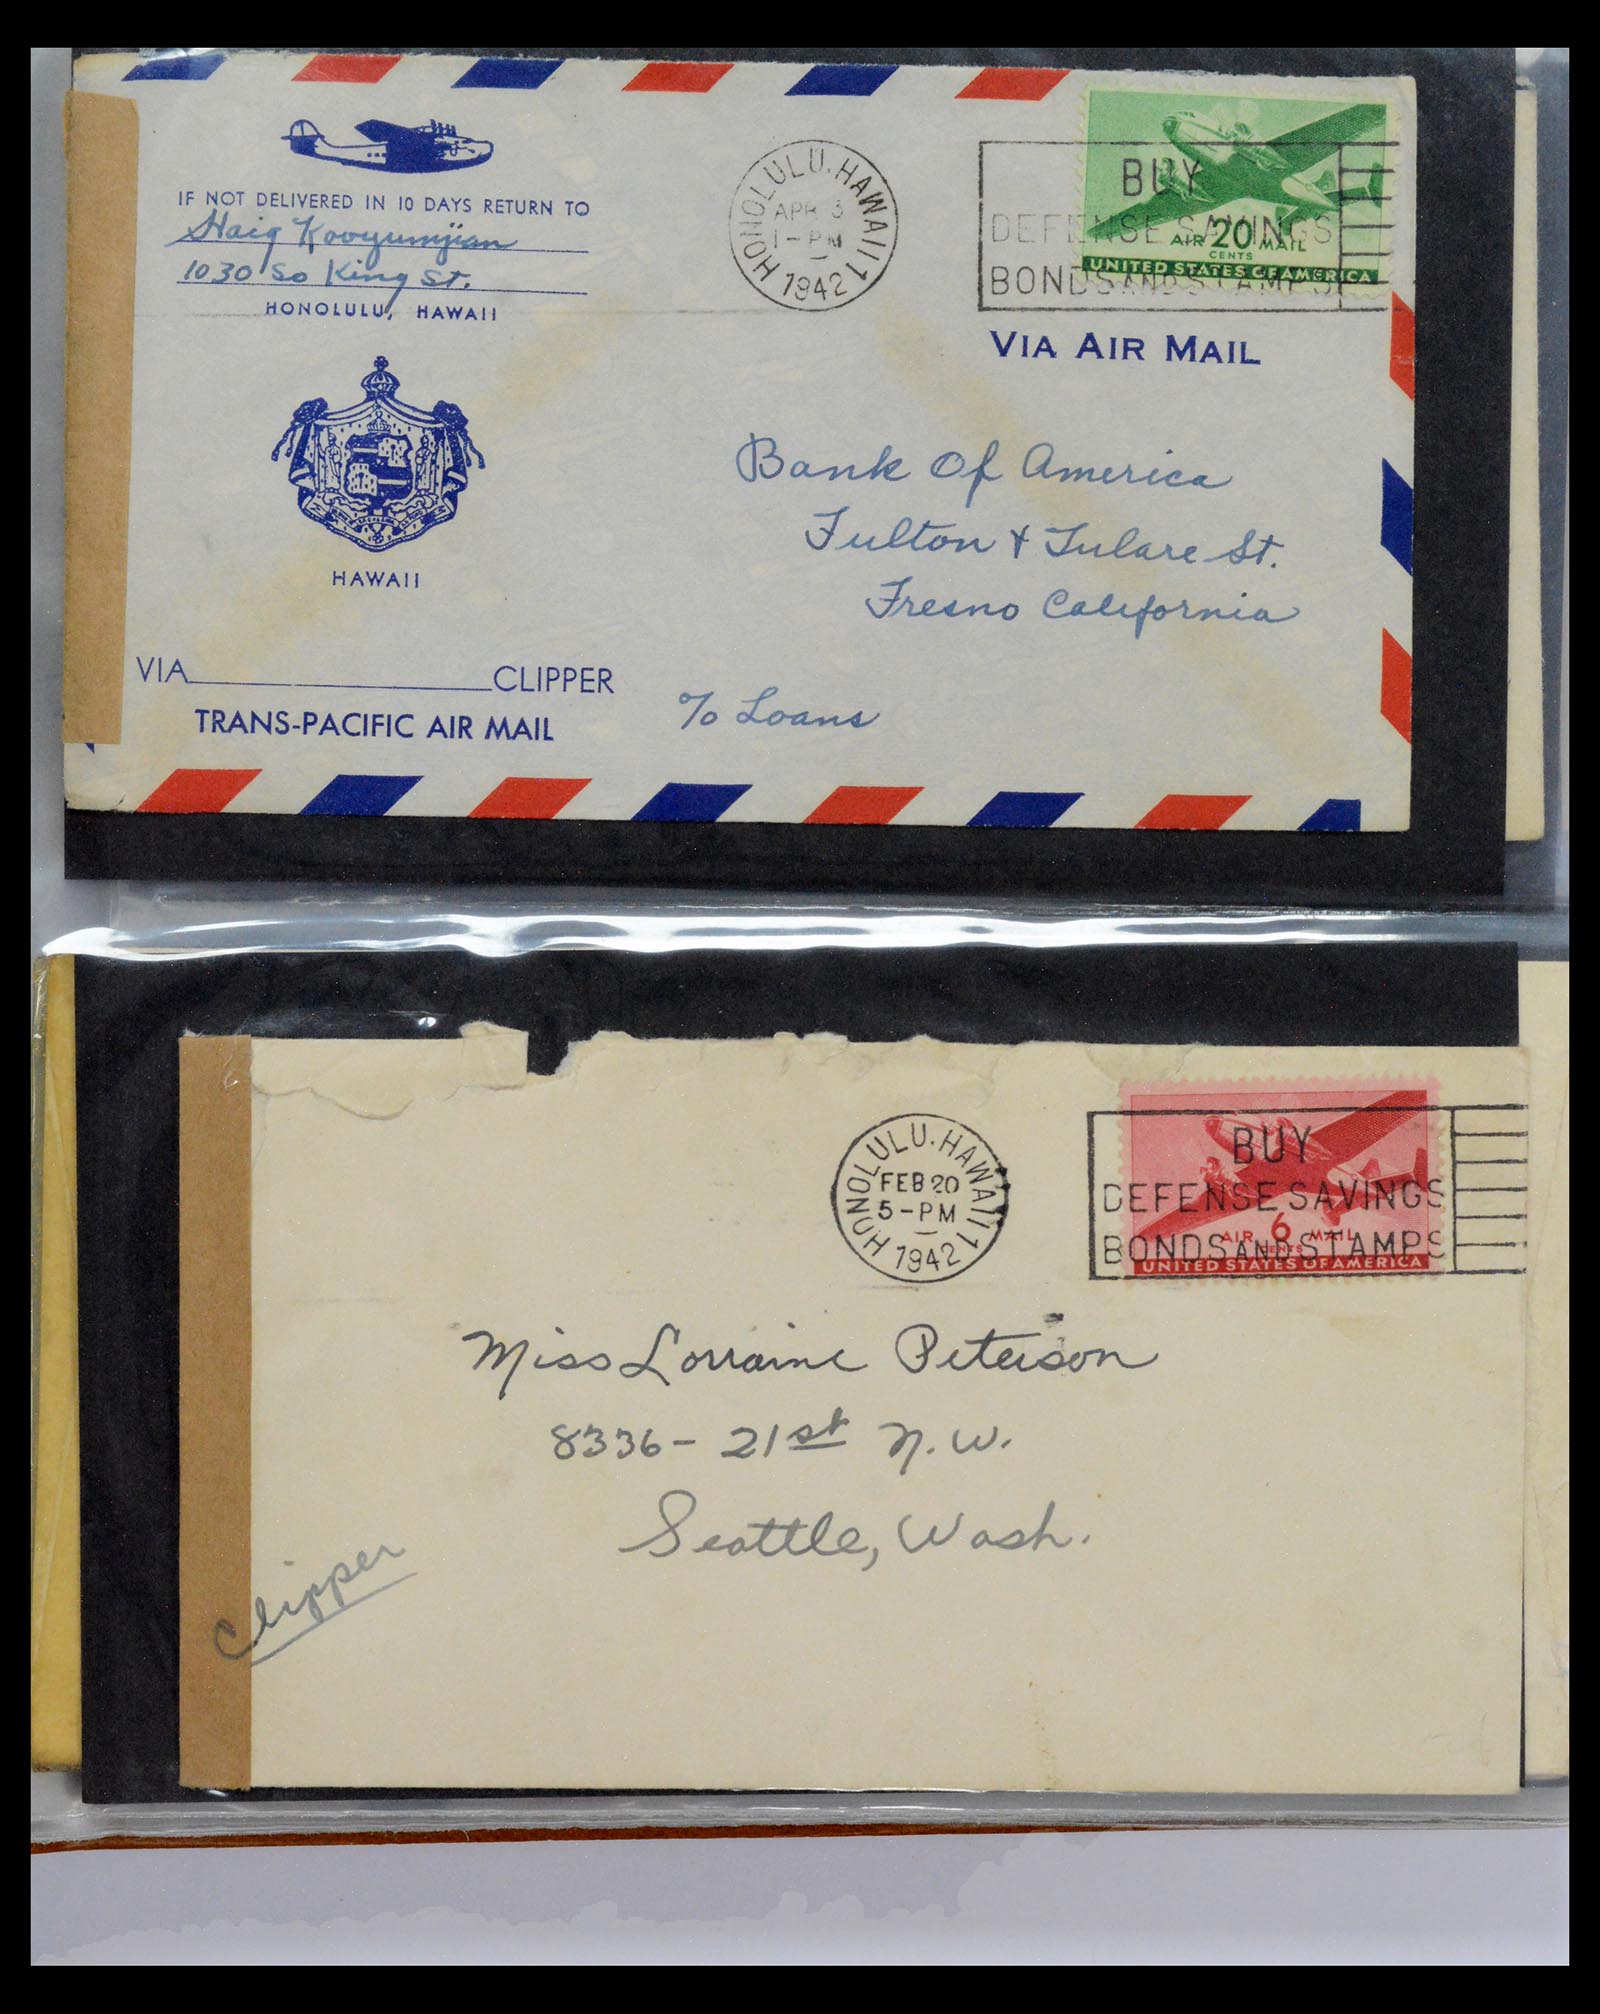 IF NOT DELIVERED IN 10 DAYS RETURN TO
Haig Kooyumjian
1030 So King St.
HONOLULU, HAWAII
HAWAII
VIA CLIPPER
TRANS-PACIFIC AIR MAIL
HONOLULU. HAWAII 1
APR 3
1-PM
1942
BUY
DEFENSE SAVINGS
BONDS AND STAMPS
AIR 20 MAIL
CENTS
UNITED STATES OF AMERICA
VIA AIR MAIL
Bank Of America
Fulton & Tulare St.
Fresno California
% Loans
HONOLULU. HAWAII 1
FEB 20
5-PM
1942
BUY
DEFENSE SAVINGS
BONDS AND STAMPS
AIR 6 MAIL
CENTS
UNITED STATES OF AMERICA
Miss Lorraine Peterson
8336- 21st N.W.
Seattle, Wash.
Clipper